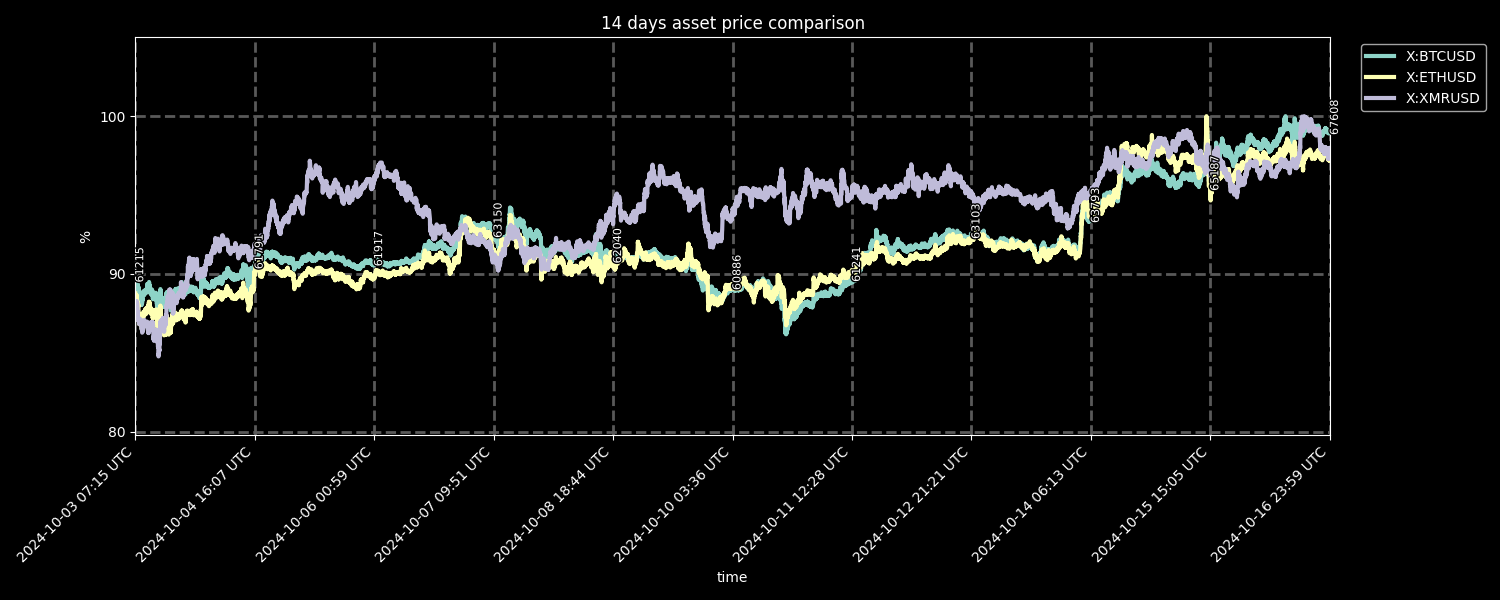 14 days asset price comparison
X:BTCUSD
X:ETHUSD
X:XMRUSD
%
100
90
80
61215
61791
61917
63150
62040
60886
61241
63103
63793
65187
67608
2024-10-03 07:15 UTC
2024-10-04 16:07 UTC
2024-10-06 00:59 UTC
2024-10-07 09:51 UTC
2024-10-08 18:44 UTC
2024-10-10 03:36 UTC
2024-10-11 12:28 UTC
2024-10-12 21:21 UTC
2024-10-14 06:13 UTC
2024-10-15 15:05 UTC
2024-10-16 23:59 UTC
time